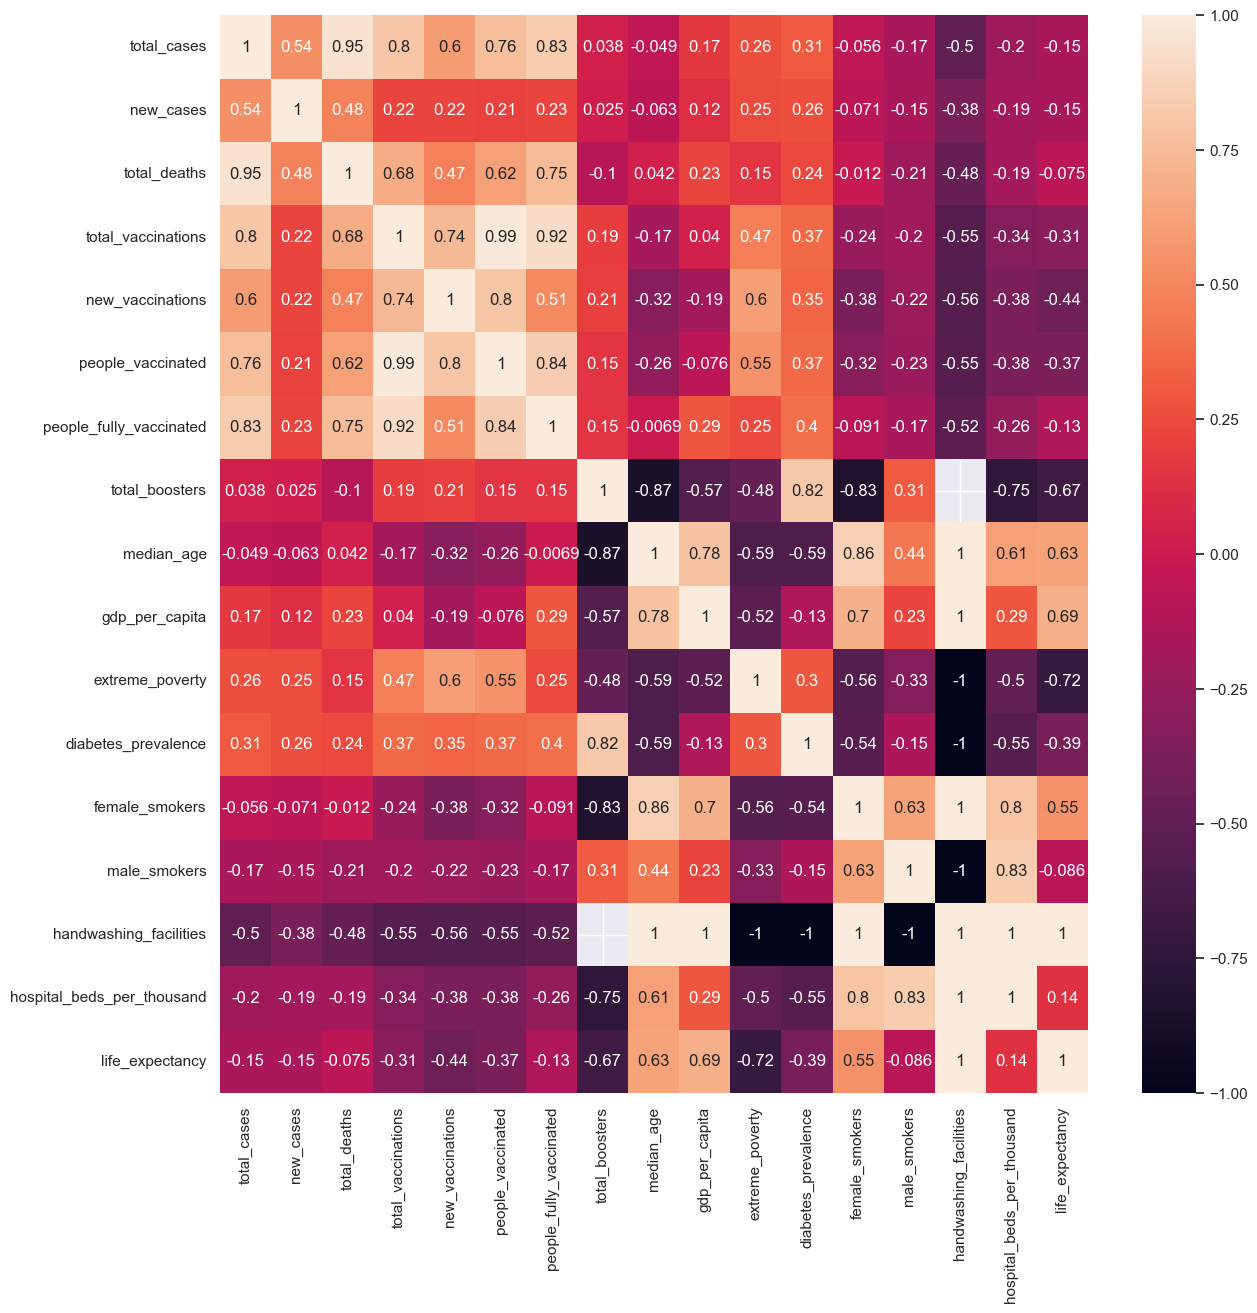 total_cases 1 0.54 0.95 0.8 0.6 0.76 0.83 0.038 -0.049 0.17 0.26 0.31 -0.056 -0.17 -0.5 -0.2 -0.15
new_cases 0.54 1 0.48 0.22 0.22 0.21 0.23 0.025 -0.063 0.12 0.25 0.26 -0.071 -0.15 -0.38 -0.19 -0.15
total_deaths 0.95 0.48 1 0.68 0.47 0.62 0.75 -0.1 0.042 0.23 0.15 0.24 -0.012 -0.21 -0.48 -0.19 -0.075
total_vaccinations 0.8 0.22 0.68 1 0.74 0.99 0.92 0.19 -0.17 0.04 0.47 0.37 -0.24 -0.2 -0.55 -0.34 -0.31
new_vaccinations 0.6 0.22 0.47 0.74 1 0.8 0.51 0.21 -0.32 -0.19 0.6 0.35 -0.38 -0.22 -0.56 -0.38 -0.44
people_vaccinated 0.76 0.21 0.62 0.99 0.8 1 0.84 0.15 -0.26 -0.076 0.55 0.37 -0.32 -0.23 -0.55 -0.38 -0.37
people_fully_vaccinated 0.83 0.23 0.75 0.92 0.51 0.84 1 0.15 -0.0069 0.29 0.25 0.4 -0.091 -0.17 -0.52 -0.26 -0.13
total_boosters 0.038 0.025 -0.1 0.19 0.21 0.15 0.15 1 -0.87 -0.57 -0.48 0.82 -0.83 0.31 -0.75 -0.67
median_age -0.049 -0.063 0.042 -0.17 -0.32 -0.26 -0.0069 -0.87 1 0.78 -0.59 -0.59 0.86 0.44 1 0.61 0.63
gdp_per_capita 0.17 0.12 0.23 0.04 -0.19 -0.076 0.29 -0.57 0.78 1 -0.52 -0.13 0.7 0.23 1 0.29 0.69
extreme_poverty 0.26 0.25 0.15 0.47 0.6 0.55 0.25 -0.48 -0.59 -0.52 1 0.3 -0.56 -0.33 -1 -0.5 -0.72
diabetes_prevalence 0.31 0.26 0.24 0.37 0.35 0.37 0.4 0.82 -0.59 -0.13 0.3 1 -0.54 -0.15 -1 -0.55 -0.39
female_smokers -0.056 -0.071 -0.012 -0.24 -0.38 -0.32 -0.091 -0.83 0.86 0.7 -0.56 -0.54 1 0.63 1 0.8 0.55
male_smokers -0.17 -0.15 -0.21 -0.2 -0.22 -0.23 -0.17 0.31 0.44 0.23 -0.33 -0.15 0.63 1 -1 0.83 -0.086
handwashing_facilities -0.5 -0.38 -0.48 -0.55 -0.56 -0.55 -0.52 1 1 -1 -1 1 -1 1 1 1
hospital_beds_per_thousand -0.2 -0.19 -0.19 -0.34 -0.38 -0.38 -0.26 -0.75 0.61 0.29 -0.5 -0.55 0.8 0.83 1 1 0.14
life_expectancy -0.15 -0.15 -0.075 -0.31 -0.44 -0.37 -0.13 -0.67 0.63 0.69 -0.72 -0.39 0.55 -0.086 1 0.14 1
total_cases
new_cases
total_deaths
total_vaccinations
new_vaccinations
people_vaccinated
people_fully_vaccinated
total_boosters
median_age
gdp_per_capita
extreme_poverty
diabetes_prevalence
female_smokers
male_smokers
handwashing_facilities
hospital_beds_per_thousand
life_expectancy
1.00
0.75
0.50
0.25
0.00
−0.25
−0.50
−0.75
−1.00